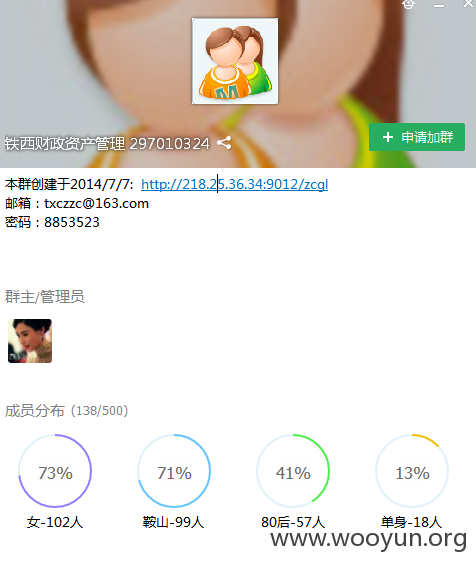 铁西财政资产管理 297010324
申请加群
本群创建于2014/7/7: http://218.25.36.34:9012/zcgl
邮箱：txczzc@163.com
密码：8853523
群主/管理员
成员分布 (138/500)
73% 71% 41% 13%
女-102人 鞍山-99人 80后-57人 单身-18人
www.wooyun.org